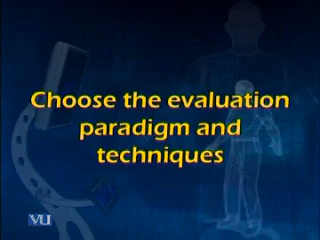 Choose the evaluation
paradigm and
techniques
VU